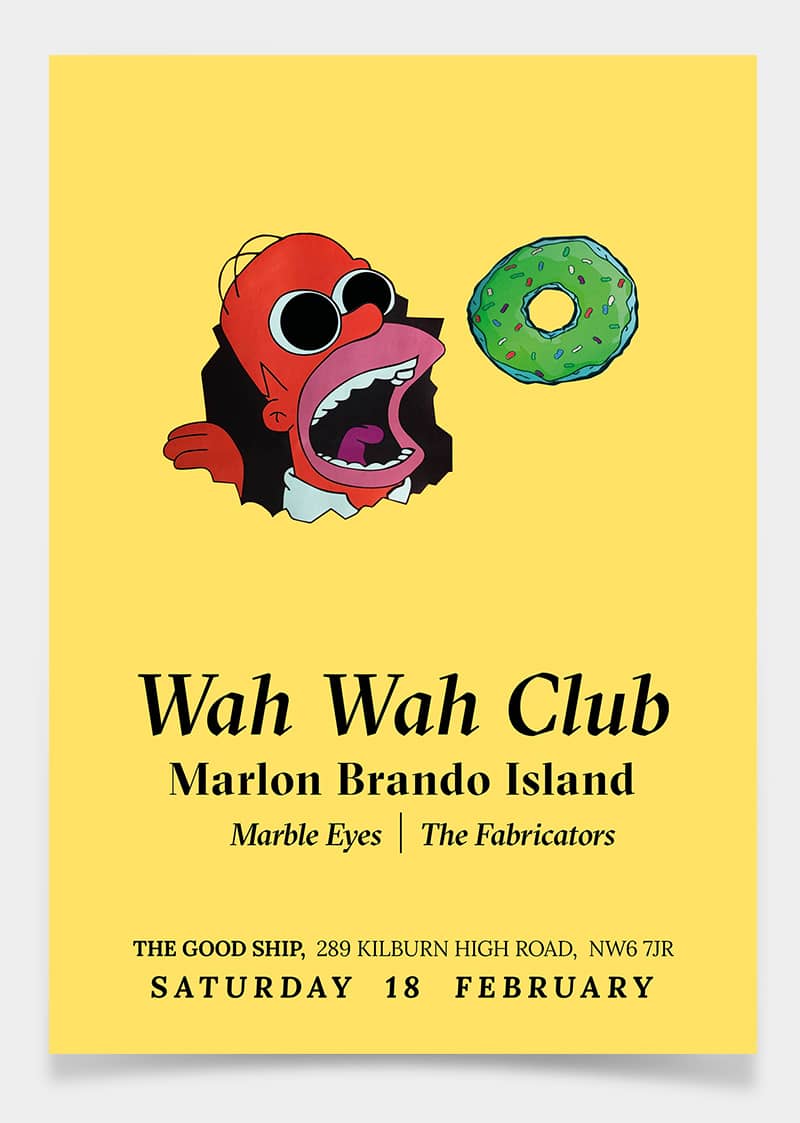 Wah Wah Club
Marlon Brando Island
Marble Eyes | The Fabricators
THE GOOD SHIP, 289 KILBURN HIGH ROAD, NW6 7JR
SATURDAY 18 FEBRUARY